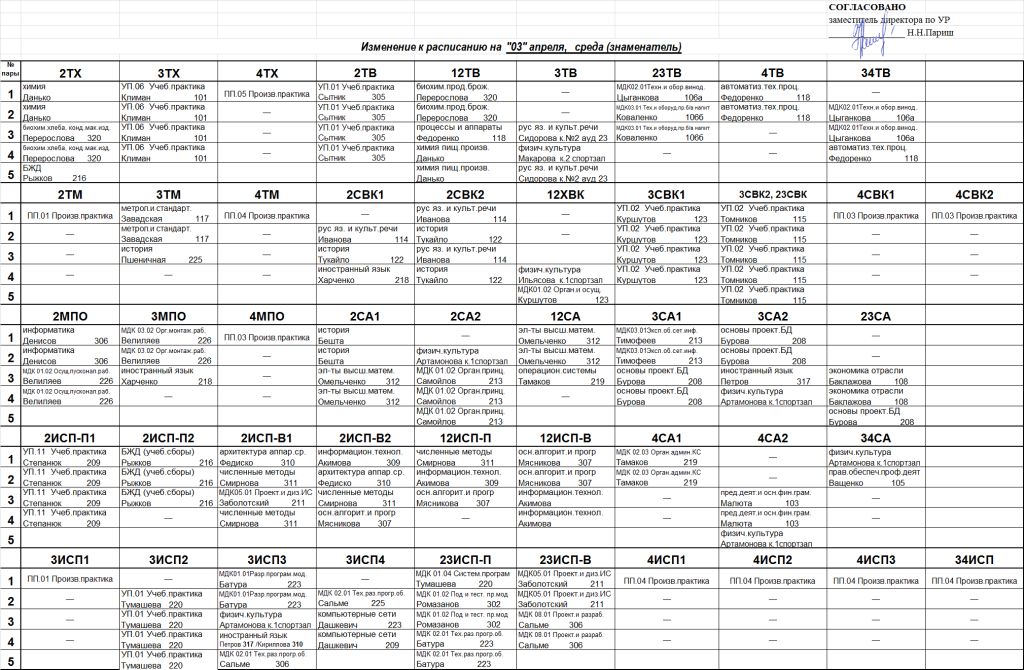 СОГЛАСОВАНО
заместитель директора по УР
Н.Н.Париш
Изменение к расписанию на "03" апреля, среда (знаменатель)
№ пары 2ТХ 3ТХ 4ТХ 2ТВ 12ТВ 3ТВ 23ТВ 4ТВ 34ТВ
1 химия УП.06 Учеб.практика ПП.05 Произв.практика УП.01 Учеб.практика биохим.прод.брож. — МДК02.01Техн.и обор.винод. автоматиз.тех.проц. —
Данько Климан 101 Сытник 305 Перерослова 320 Цыганкова 106а Федоренко 118
2 химия УП.06 Учеб.практика — УП.01 Учеб.практика биохим.прод.брож. — МДК03.01 Тех.и оборуд.пр.б/а напит автоматиз.тех.проц. МДК02.01Техн.и обор.винод.
Данько Климан 101 Сытник 305 Перерослова 320 Коваленко 106б Федоренко 118 Цыганкова 106а
3 биохим.хлеба, конд.мак.изд. УП.06 Учеб.практика — УП.01 Учеб.практика процессы и аппараты рус яз. и культ.речи МДК03.01 Тех.и оборуд.пр.б/а напит — МДК02.01Техн.и обор.винод.
Перерослова 320 Климан 101 Сытник 305 Федоренко 118 Сидорова к.№2 ауд 23 Коваленко 106б Цыганкова 106а
4 биохим.хлеба, конд.мак.изд. УП.06 Учеб.практика — УП.01 Учеб.практика химия пищ.произв. физич.культура — — автоматиз.тех.проц.
Перерослова 320 Климан 101 Сытник 305 Данько Макарова к.2 спортзал Федоренко 118
5 БЖД химия пищ.произв. рус яз. и культ.речи
Рыжков 216 Данько Сидорова к.№2 ауд 23
2ТМ 3ТМ 4ТМ 2СВК1 2СВК2 12ХВК 3СВК1 3СВК2, 23СВК 4СВК1 4СВК2
1 ПП.01 Произв.практика метрол.и стандарт. ПП.04 Произв.практика — рус яз. и культ.речи — УП.02 Учеб.практика УП.02 Учеб.практика ПП.03 Произв.практика ПП.03 Произв.практика
Завадская 117 Иванова 114 Куршутов 123 Томников 115
2 — метрол.и стандарт. — рус яз. и культ.речи история — УП.02 Учеб.практика УП.02 Учеб.практика — —
Завадская 117 Иванова 114 Тукайло 122 Куршутов 123 Томников 115
3 — история — история рус яз. и культ.речи — УП.02 Учеб.практика УП.02 Учеб.практика — —
Пшеничная 225 Тукайло 122 Иванова 114 Куршутов 123 Томников 115
4 — — — иностранный язык история физич.культура УП.02 Учеб.практика УП.02 Учеб.практика — —
Харченко 218 Тукайло 122 Ильясова к.1спортзал Куршутов 123 Томников 115
5 МДК01.02 Орган.и осущ. УП.02 Учеб.практика
Куршутов 123 Томников 115
2МПО 3МПО 4МПО 2СА1 2СА2 12СА 3СА1 3СА2 23СА
1 информатика МДК 03.02 Орг.монтаж.раб. ПП.03 Произв.практика история — эл-ты высш.матем. МДК03.01Эксп.об.сет.инф. основы проект.БД —
Денисов 306 Велиляев 226 Бешта Омельченко 312 Тимофеев 213 Бурова 208
2 информатика МДК 03.02 Орг.монтаж.раб. — история физич.культура эл-ты высш.матем. МДК03.01Эксп.об.сет.инф. основы проект.БД —
Денисов 306 Велиляев 226 Бешта Артамонова к.1спортзал Омельченко 312 Тимофеев 213 Бурова 208
3 МДК 01.02 Осущ.пусконал.раб. иностранный язык — эл-ты высш.матем. МДК 01.02 Орган.принц. операцион.системы основы проект.БД иностранный язык экономика отрасли
Велиляев 226 Харченко 218 Омельченко 312 Самойлов 213 Тамаков 219 Бурова 208 Петров 317 Баклажова 108
4 МДК 01.02 Осущ.пусконал.раб. — — эл-ты высш.матем. МДК 01.02 Орган.принц. — основы проект.БД физич.культура экономика отрасли
Велиляев 226 Омельченко 312 Самойлов 213 Бурова 208 Артамонова к.1спортзал Баклажова 108
5 МДК 01.02 Орган.принц. основы проект.БД
Самойлов 213 Бурова 208
2ИСП-П1 2ИСП-П2 2ИСП-В1 2ИСП-В2 12ИСП-П 12ИСП-В 4СА1 4СА2 34СА
1 УП.11 Учеб.практика БЖД (учеб.сборы) архитектура аппар.ср. информацион.технол. численные методы осн.алгорит.и прогр МДК 02.03 Орган.админ.КС — физич.культура
Степанюк 209 Рыжков 216 Федиско 310 Акимова 309 Смирнова 311 Мясникова 307 Тамаков 219 Артамонова к.1спортзал
2 УП.11 Учеб.практика БЖД (учеб.сборы) численные методы архитектура аппар.ср. информацион.технол. осн.алгорит.и прогр МДК 02.03 Орган.админ.КС — прав.обеспеч.проф.деят
Степанюк 209 Рыжков 216 Смирнова 311 Федиско 310 Акимова 309 Мясникова 307 Тамаков 219 Ващенко 105
3 УП.11 Учеб.практика БЖД (учеб.сборы) МДК05.01 Проект.и диз.ИС численные методы осн.алгорит.и прогр информацион.технол. — пред.деят.и осн.фин.грам. —
Степанюк 209 Рыжков 216 Заболотский 211 Смирнова 311 Мясникова 307 Акимова Малюта 103
4 УП.11 Учеб.практика — численные методы осн.алгорит.и прогр — информацион.технол. — пред.деят.и осн.фин.грам. —
Степанюк 209 Смирнова 311 Мясникова 307 Акимова Малюта 103
5 физич.культура
Артамонова к.1спортзал
3ИСП1 3ИСП2 3ИСП3 3ИСП4 23ИСП-П 23ИСП-В 4ИСП1 4ИСП2 4ИСП3 34ИСП
1 ПП.01 Произв.практика — МДК01.01Разр.програм.мод. — МДК 01.04 Систем програм МДК05.01 Проект.и диз.ИС ПП.04 Произв.практика ПП.04 Произв.практика ПП.04 Произв.практика ПП.04 Произв.практика
Батура 223 Тумашева 220 Заболотский 211
2 — УП.01 Учеб.практика МДК01.01Разр.програм.мод. МДК 02.01 Тех.раз.прогр.об. МДК 01.02 Под и тест. пр.мод МДК05.01 Проект.и диз.ИС — — — —
Тумашева 220 Батура 223 Сальме 225 Ромазанов 302 Заболотский 211
3 — УП.01 Учеб.практика физич.культура компьютерные сети МДК 01.02 Под и тест. пр.мод МДК 08.01 Проект.и разраб. — — — —
Тумашева 220 Артамонова к.1спортзал Дашкевич 223 Ромазанов 302 Сальме 306
4 — УП.01 Учеб.практика иностранный язык компьютерные сети МДК 02.01 Тех.раз.прогр.об. МДК 08.01 Проект.и разраб. — — — —
Тумашева 220 Петров 317 /Кириллова 310 Дашкевич 209 Батура 223 Сальме 306
5 УП.01 Учеб.практика МДК 02.01 Тех.раз.прогр.об. МДК 02.01 Тех.раз.прогр.об.
Тумашева 220 Сальме 306 Батура 223